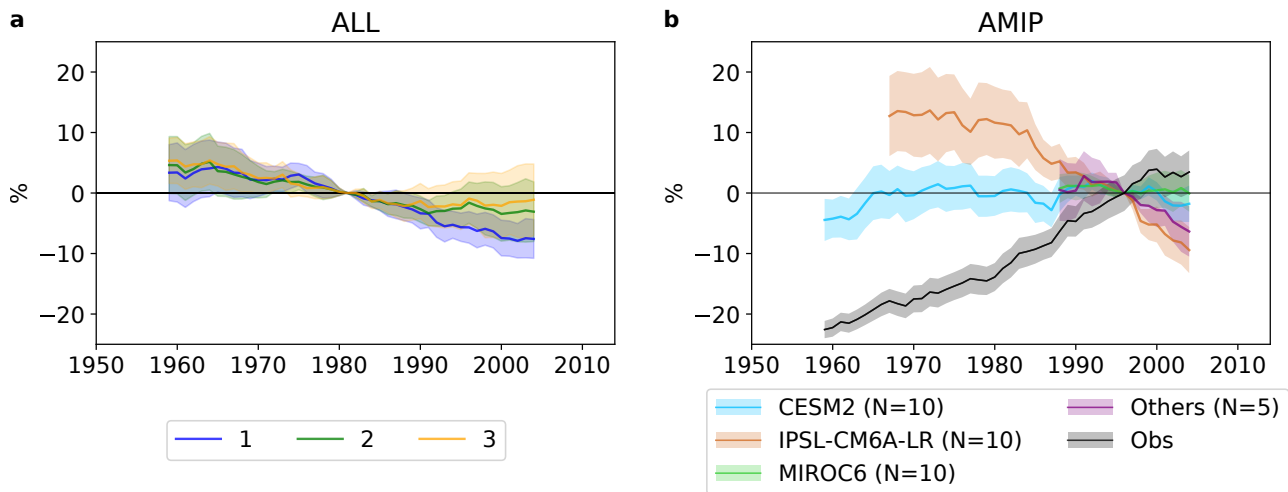 a
ALL
%
20
10
0
−10
−20
1950 1960 1970 1980 1990 2000 2010
1 2 3
b
AMIP
%
20
10
0
−10
−20
1950 1960 1970 1980 1990 2000 2010
CESM2 (N=10)
IPSL-CM6A-LR (N=10)
MIROC6 (N=10)
Others (N=5)
Obs